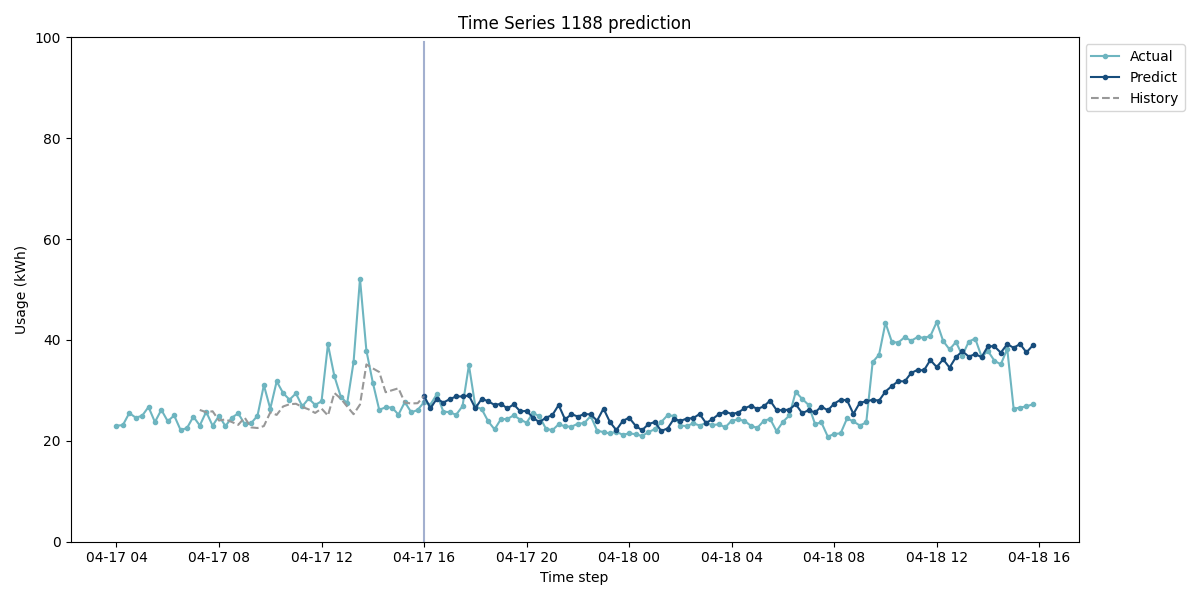 Time Series 1188 prediction
100
80
60
40
20
0
Usage (kWh)
04-17 04 04-17 08 04-17 12 04-17 16 04-17 20 04-18 00 04-18 04 04-18 08 04-18 12 04-18 16
Time step
Actual
Predict
History